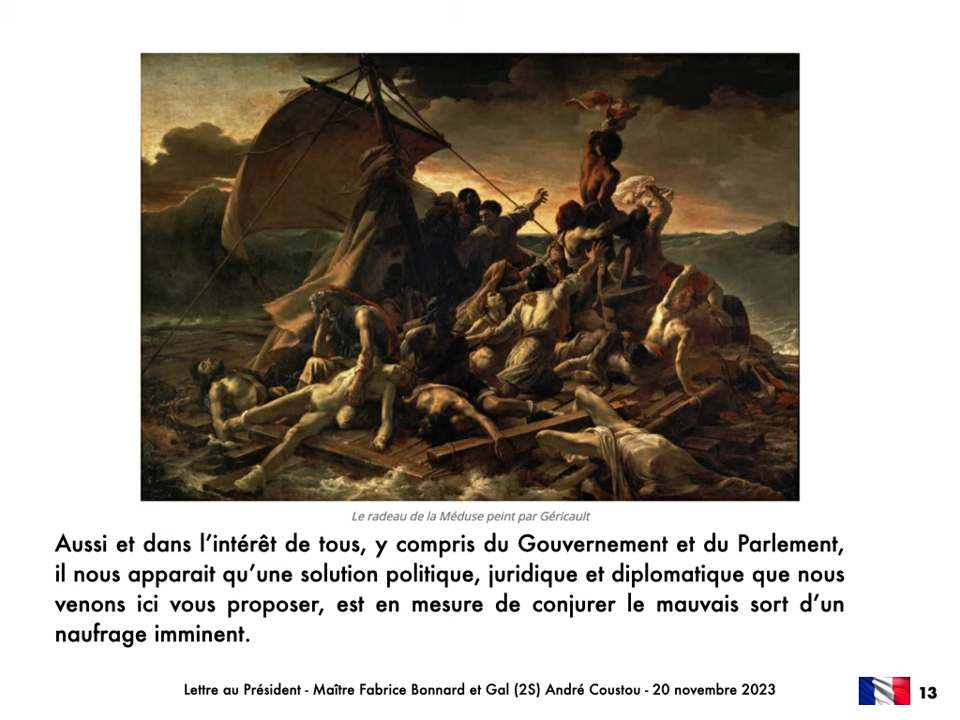 Le radeau de la Méduse peint par Géricault
Aussi et dans l’intérêt de tous, y compris du Gouvernement et du Parlement,
il nous apparait qu’une solution politique, juridique et diplomatique que nous
venons ici vous proposer, est en mesure de conjurer le mauvais sort d’un
naufrage imminent.
Lettre au Président - Maître Fabrice Bonnard et Gal (2S) André Coustou - 20 novembre 2023
13